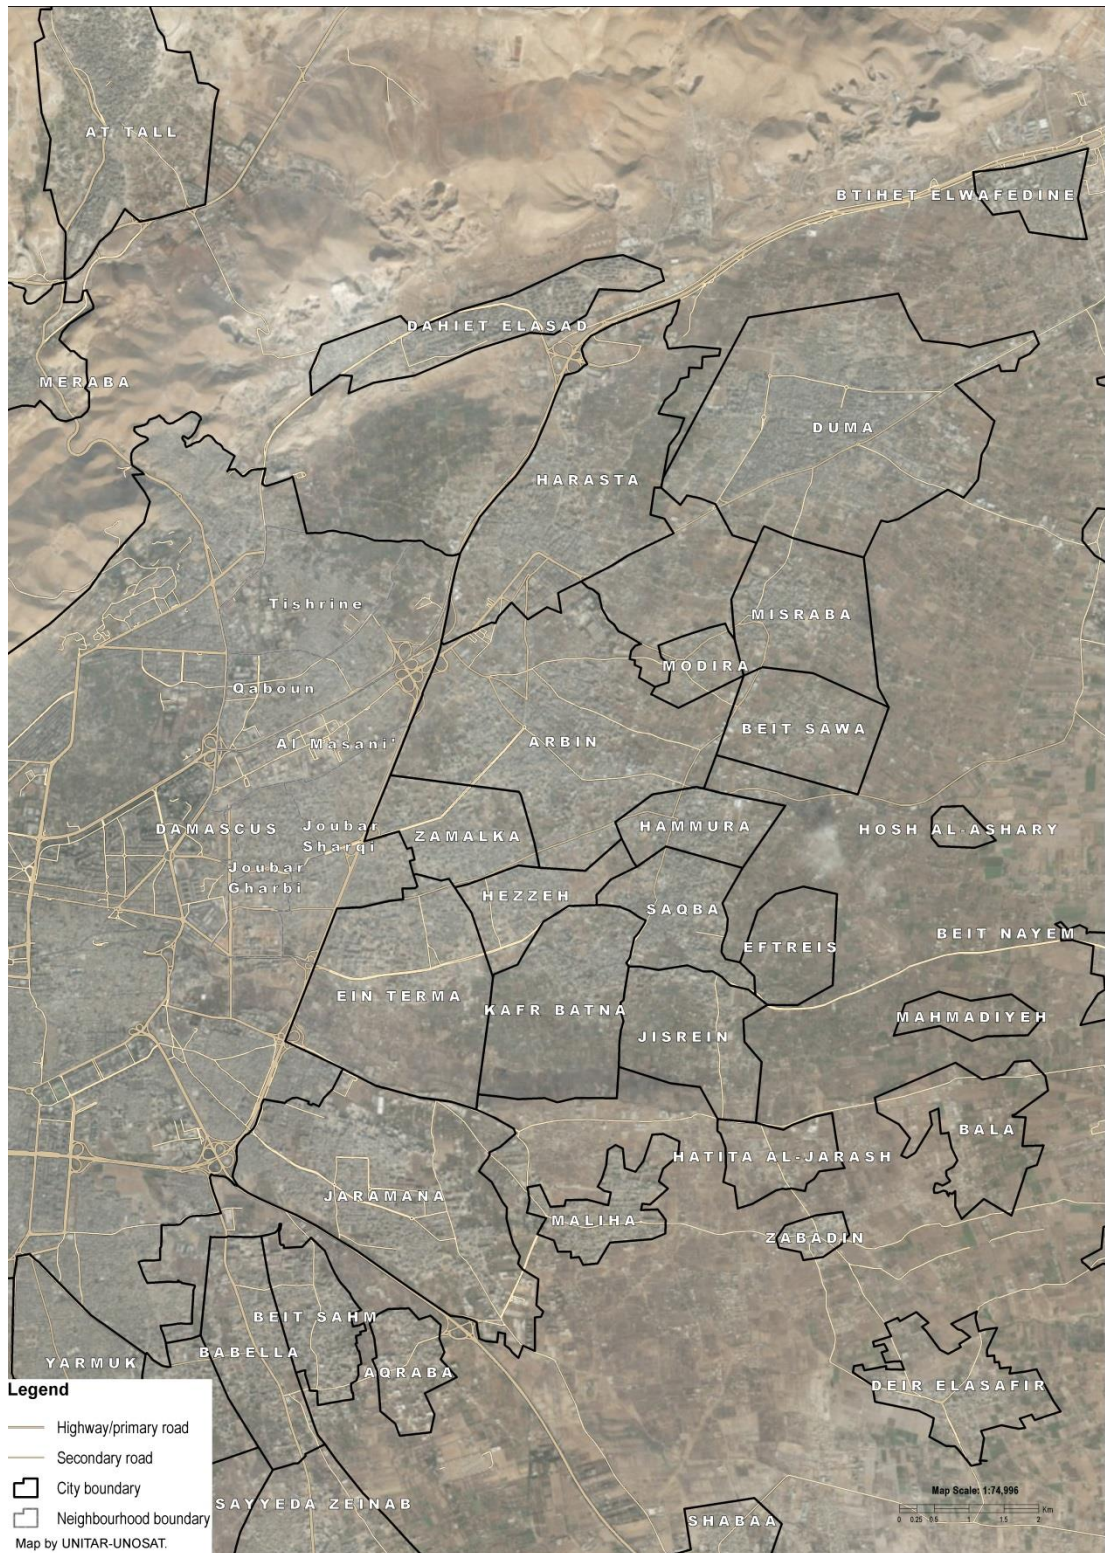 AT TALL
BTIHET ELWAFEDINE
DAHIET ELASAD
MERABA
DUMA
HARASTA
Tishrine
MISRABA
MODIRA
Qaboun
BEIT SAWA
Al Masani'
ARBIN
DAMASCUS
Joubar
Sharqi
ZAMALKA
HAMMURA
HOSH AL-ASHARY
Joubar
Gharbi
HEZZEH
SAQBA
EFTREIS
BEIT NAYEM
EIN TERMA
KAFR BATNA
MAHMADIYEH
JISREIN
BALA
HATITA AL-JARASH
JARAMANA
MALIHA
ZABADIN
BEIT SAHM
BABELLA
YARMUK
AQRABA
DEIR ELASAFIR
SAYYEDA ZEINAB
SHABAA
Legend
Highway/primary road
Secondary road
City boundary
Neighbourhood boundary
Map by UNITAR-UNOSAT.
Map Scale: 1:74,996
0 0.25 0.5 1 1.5 2 Km